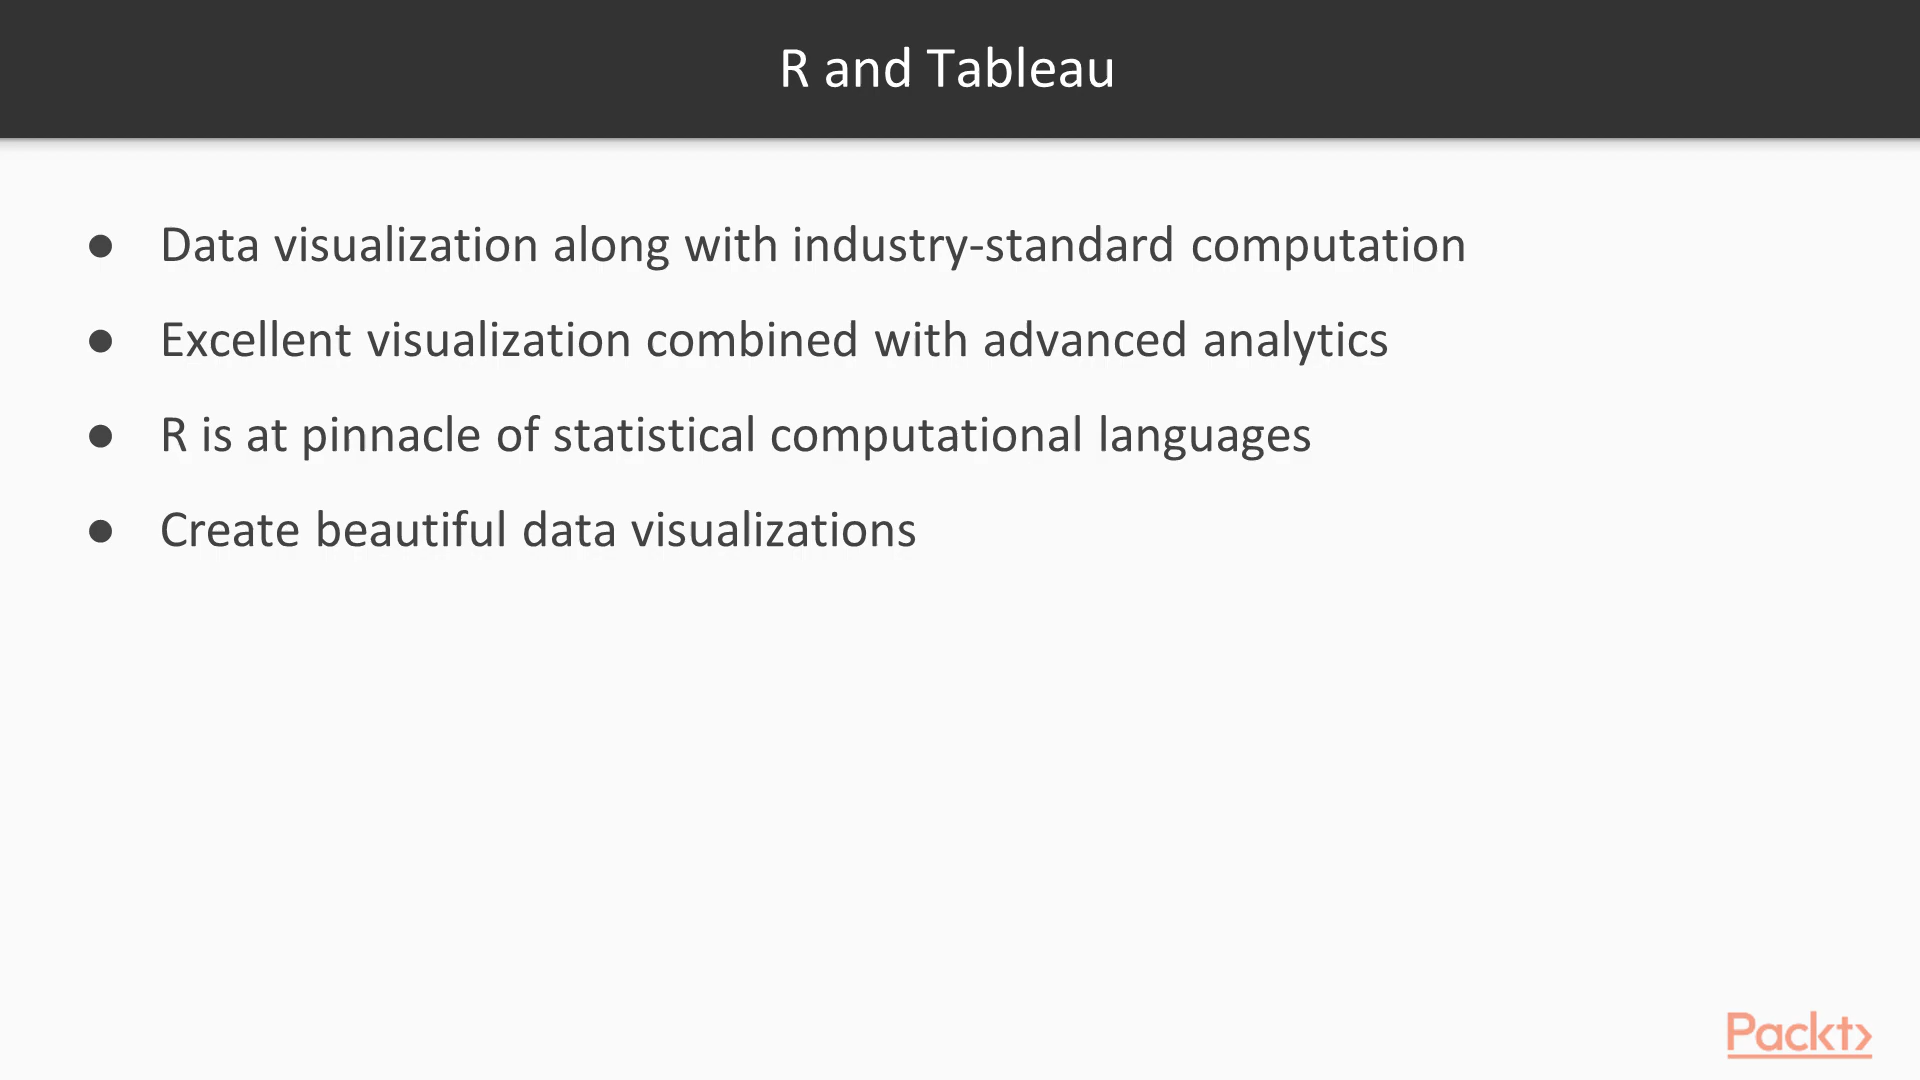 R and Tableau
● Data visualization along with industry-standard computation
● Excellent visualization combined with advanced analytics
● R is at pinnacle of statistical computational languages
● Create beautiful data visualizations
Packt>